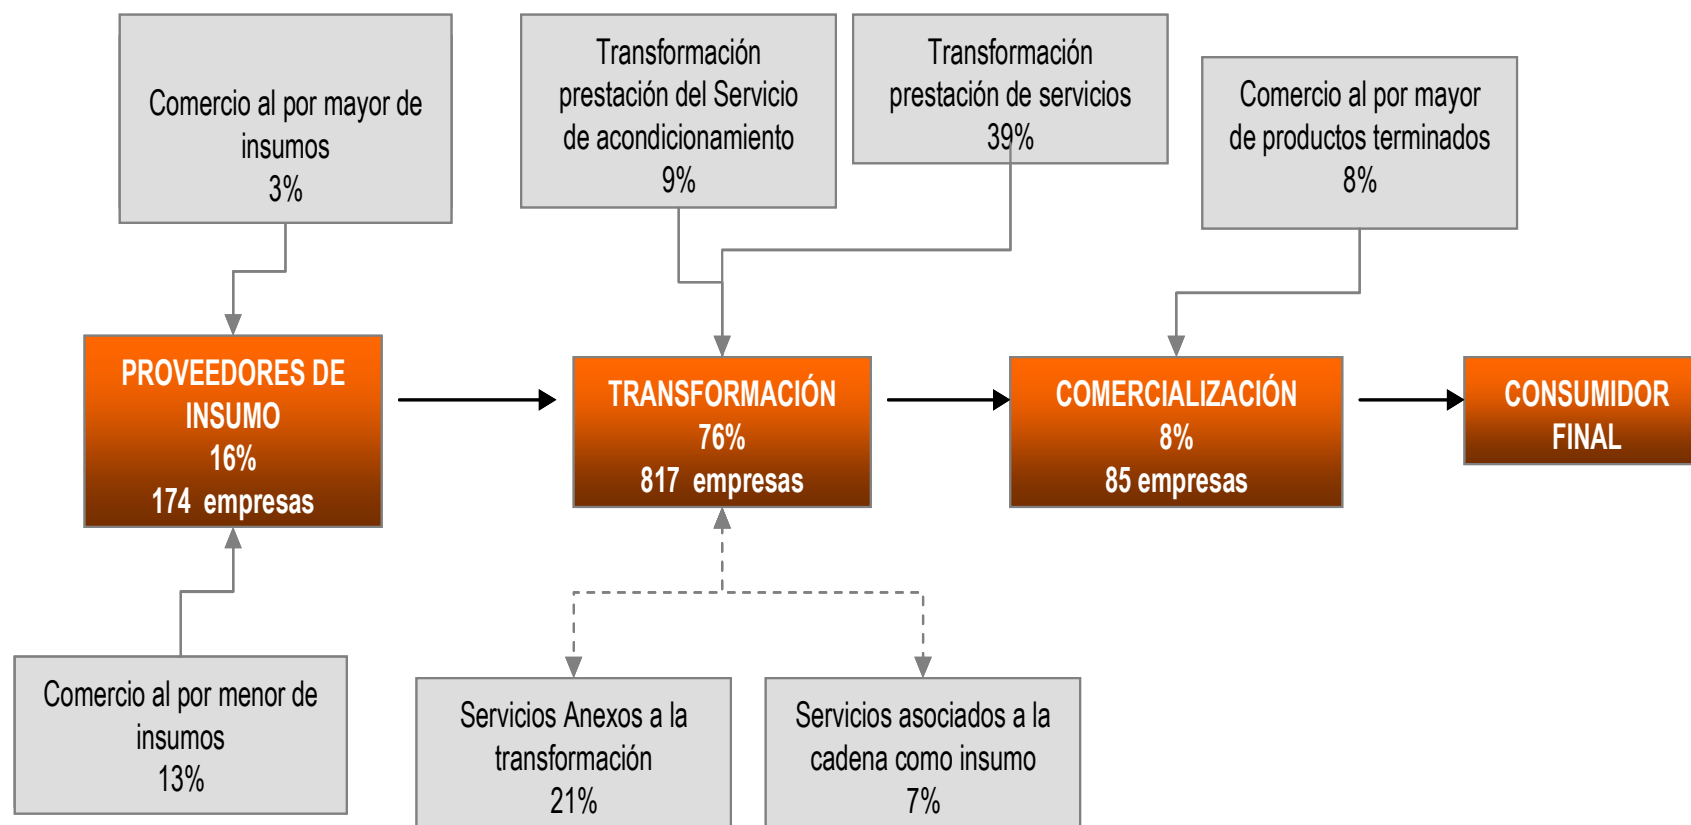 Comercio al por mayor de
insumos
3%
Transformación
prestación del Servicio
de acondicionamiento
9%
Transformación
prestación de servicios
39%
Comercio al por mayor
de productos terminados
8%
PROVEEDORES DE
INSUMO
16%
174 empresas
TRANSFORMACIÓN
76%
817 empresas
COMERCIALIZACIÓN
8%
85 empresas
CONSUMIDOR
FINAL
Comercio al por menor de
insumos
13%
Servicios Anexos a la
transformación
21%
Servicios asociados a la
cadena como insumo
7%